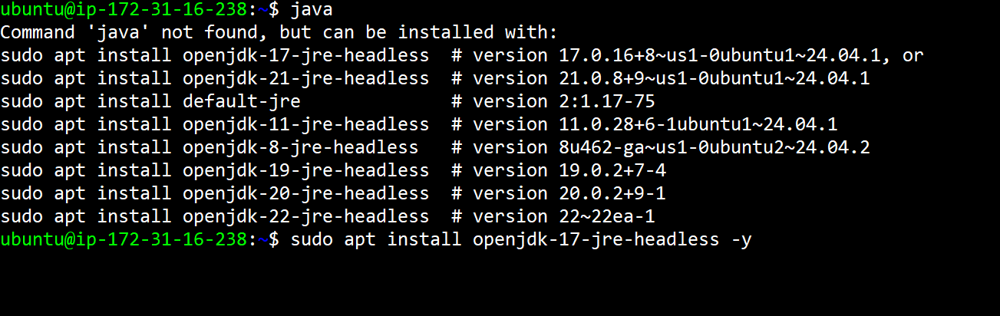 ubuntu@ip-172-31-16-238:~$ java
Command 'java' not found, but can be installed with:
sudo apt install openjdk-17-jre-headless  # version 17.0.16+8~us1-0ubuntu1~24.04.1, or
sudo apt install openjdk-21-jre-headless  # version 21.0.8+9~us1-0ubuntu1~24.04.1
sudo apt install default-jre              # version 2:1.17-75
sudo apt install openjdk-11-jre-headless  # version 11.0.28+6-1ubuntu1~24.04.1
sudo apt install openjdk-8-jre-headless   # version 8u462-ga~us1-0ubuntu2~24.04.2
sudo apt install openjdk-19-jre-headless  # version 19.0.2+7-4
sudo apt install openjdk-20-jre-headless  # version 20.0.2+9-1
sudo apt install openjdk-22-jre-headless  # version 22~22ea-1
ubuntu@ip-172-31-16-238:~$ sudo apt install openjdk-17-jre-headless -y